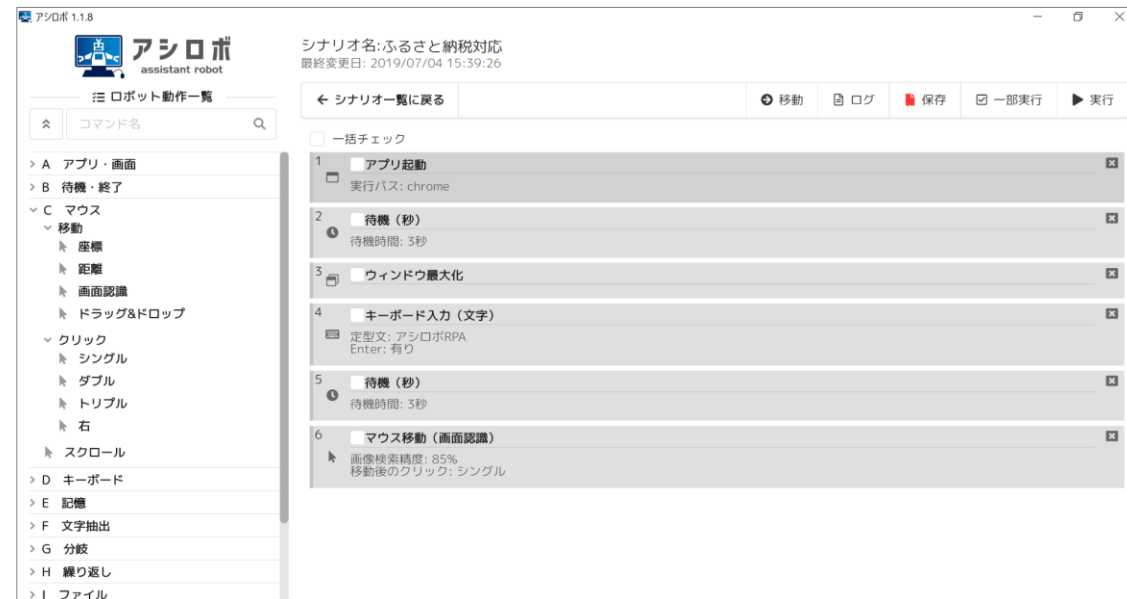 アシロボ 1.1.8
アシロボ
assistant robot
シナリオ名:ふるさと納税対応
最終変更日: 2019/07/04 15:39:26
ロボット動作一覧
コマンド名
A アプリ・画面
B 待機・終了
C マウス
移動
座標
距離
画面認識
ドラッグ&ドロップ
クリック
シングル
ダブル
トリプル
右
スクロール
D キーボード
E 記憶
F 文字抽出
G 分岐
H 繰り返し
I ファイル
← シナリオ一覧に戻る
移動 ログ 保存 一部実行 実行
一括チェック
1 アプリ起動
実行パス: chrome
2 待機（秒）
待機時間: 3秒
3 ウィンドウ最大化
4 キーボード入力（文字）
定型文: アシロボRPA
Enter: 有り
5 待機（秒）
待機時間: 3秒
6 マウス移動（画面認識）
画像検索精度: 85%
移動後のクリック: シングル